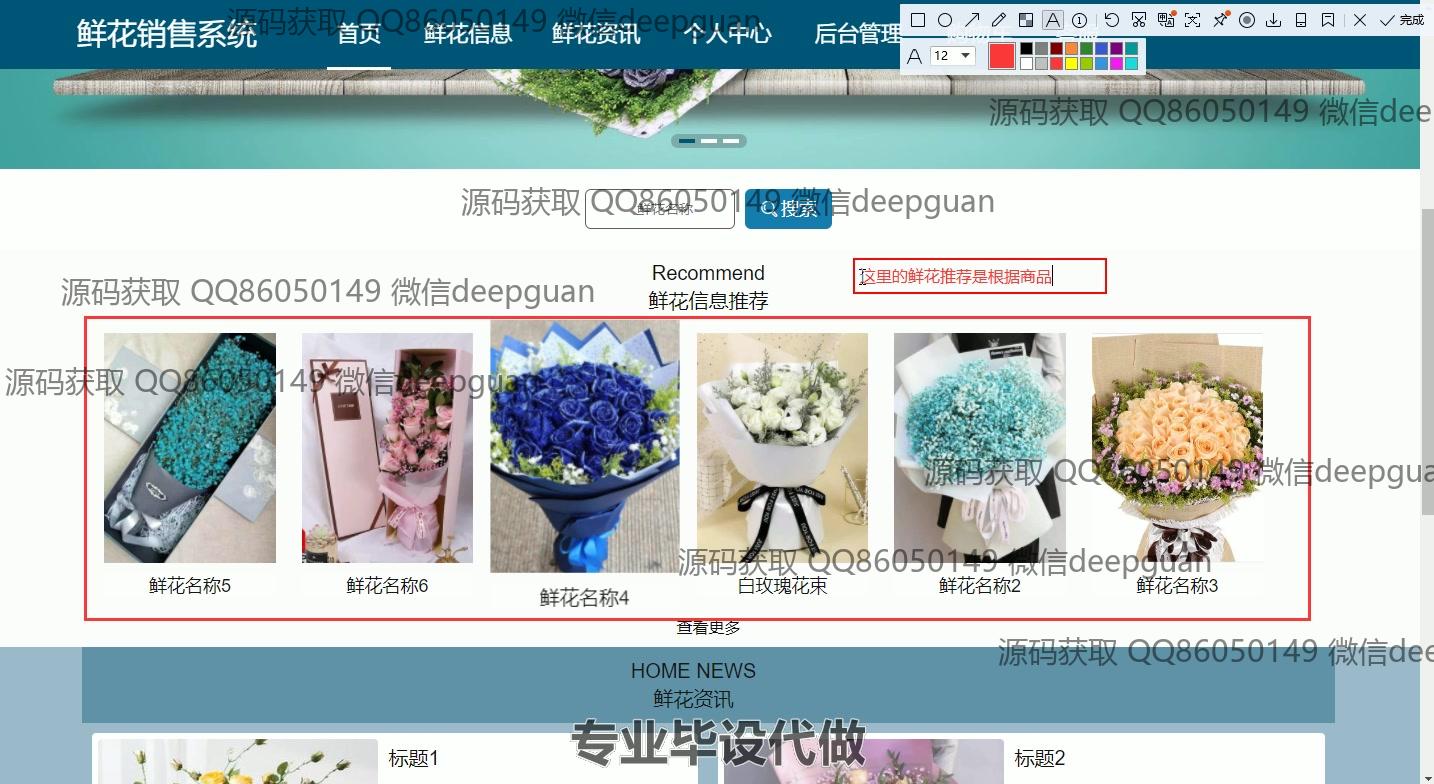 鲜花销售系统
首页
鲜花信息
鲜花资讯
个人中心
后台管理
完成
A 12
源码获取 QQ86050149 微信deepguan
源码获取 QQ86050149 微信dee
鲜花名称
搜索
源码获取 QQ86050149 微信deepguan
Recommend
鲜花信息推荐
这里的鲜花推荐是根据商品
源码获取 QQ86050149 微信deepguan
源码获取 QQ86050149 微信deepguan
源码获取 QQ86050149 微信deepgua
源码获取 QQ86050149 微信deepguan
鲜花名称5
鲜花名称6
鲜花名称4
白玫瑰花束
鲜花名称2
鲜花名称3
查看更多
源码获取 QQ86050149 微信dee
HOME NEWS
鲜花资讯
专业毕设代做
标题1
标题2